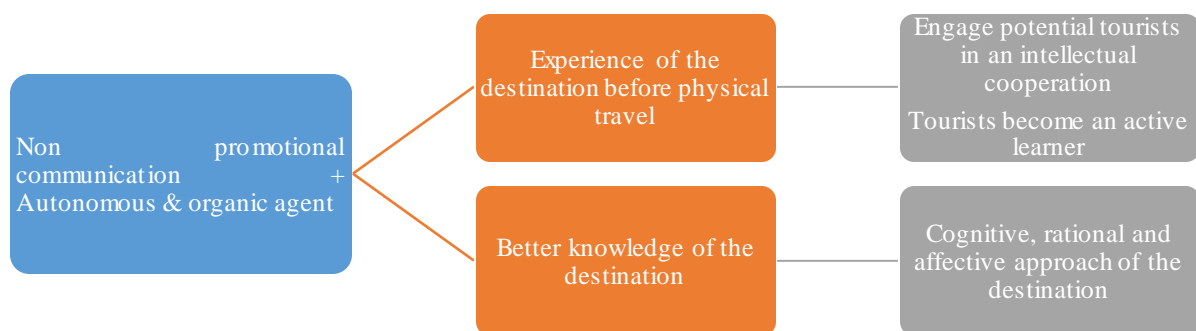 Non promotional
communication +
Autonomous & organic agent
Experience of the
destination before physical
travel
Engage potential tourists
in an intellectual
cooperation
Tourists become an active
learner
Better knowledge of the
destination
Cognitive, rational and
affective approach of the
destination